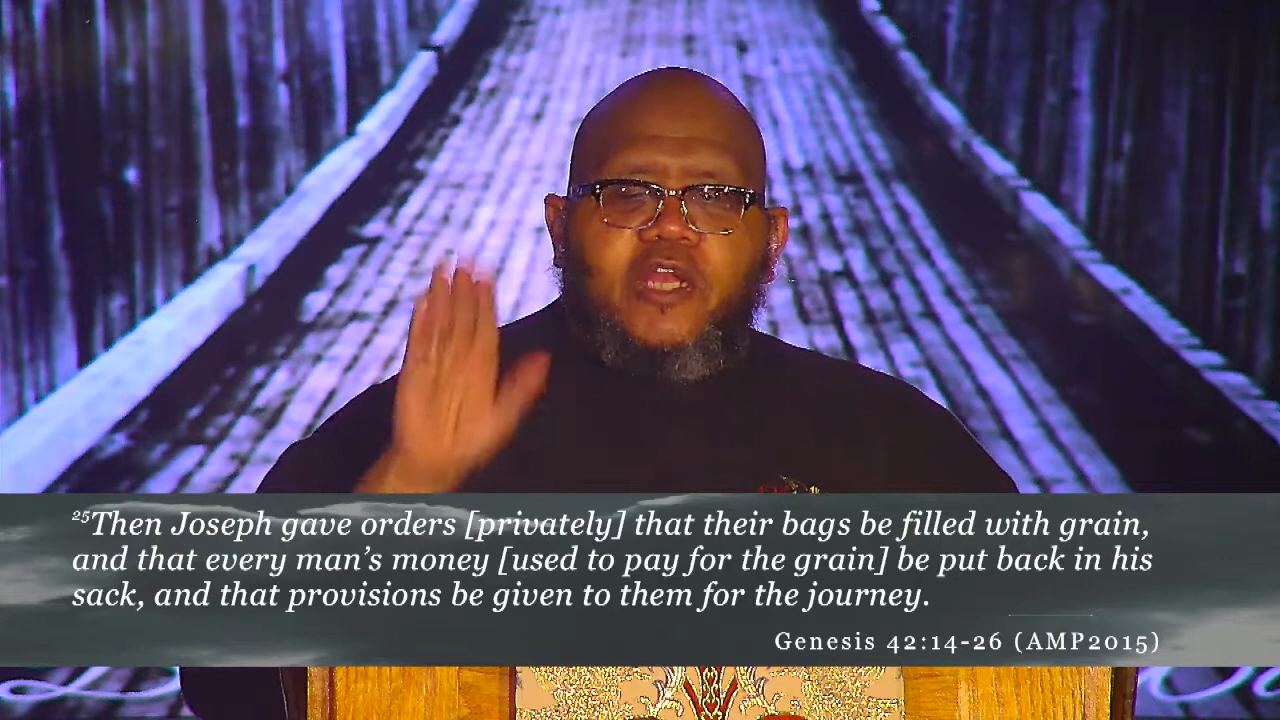 ²⁵Then Joseph gave orders [privately] that their bags be filled with grain,
and that every man’s money [used to pay for the grain] be put back in his
sack, and that provisions be given to them for the journey.
Genesis 42:14-26 (AMP2015)